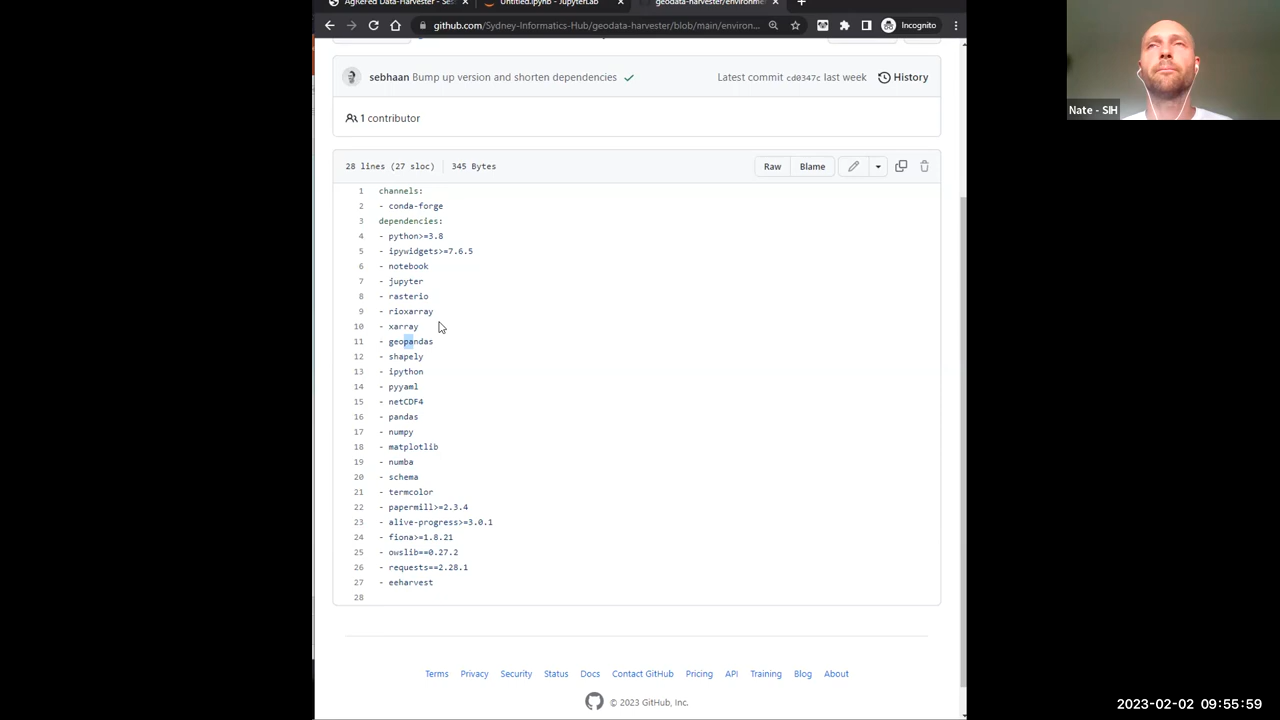 AgReFed Data-Harvester - Set
Untitled.ipynb - JupyterLab
geodata-harvester/environme
github.com/Sydney-Informatics-Hub/geodata-harvester/blob/main/environ...
Incognito
sebhaan Bump up version and shorten dependencies
Latest commit cd0347c last week
History
1 contributor
28 lines (27 sloc)
345 Bytes
Raw
Blame
1 channels:
2 - conda-forge
3 dependencies:
4 - python>=3.8
5 - ipywidgets>=7.6.5
6 - notebook
7 - jupyter
8 - rasterio
9 - rioxarray
10 - xarray
11 - geopandas
12 - shapely
13 - ipython
14 - pyyaml
15 - netCDF4
16 - pandas
17 - numpy
18 - matplotlib
19 - numba
20 - schema
21 - termcolor
22 - papermill>=2.3.4
23 - alive-progress>=3.0.1
24 - fiona>=1.8.21
25 - owslib==0.27.2
26 - requests==2.28.1
27 - eeharvest
28
Terms Privacy Security Status Docs Contact GitHub Pricing API Training Blog About
© 2023 GitHub, Inc.
Nate - SIH
2023-02-02 09:55:59